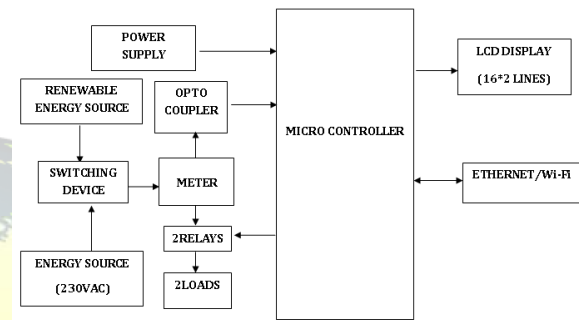 POWER
SUPPLY
LCD DISPLAY
(16*2 LINES)
RENEWABLE
ENERGY SOURCE
OPTO
COUPLER
MICRO CONTROLLER
SWITCHING
DEVICE
METER
ETHERNET/Wi-Fi
2RELAYS
ENERGY SOURCE
(230VAC)
2LOADS